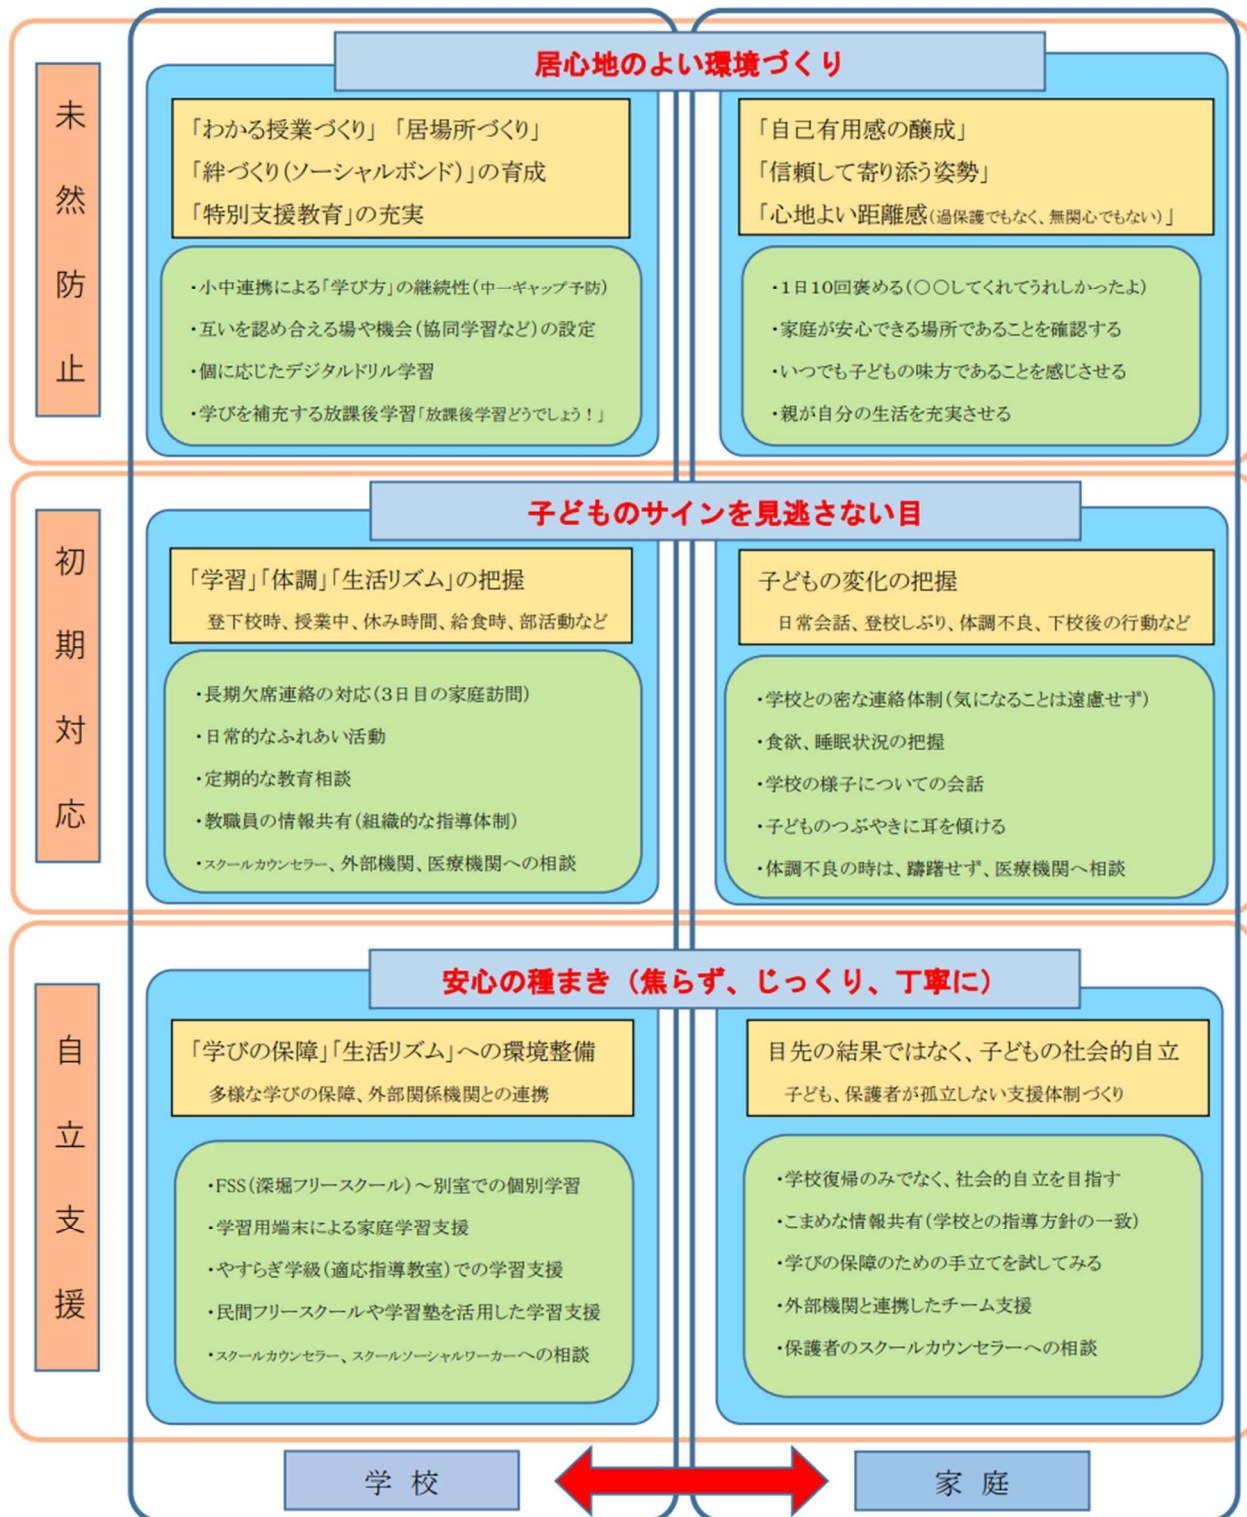 未然防止
居心地のよい環境づくり
「わかる授業づくり」 「居場所づくり」
「絆づくり(ソーシャルボンド)」の育成
「特別支援教育」の充実
・小中連携による「学び方」の継続性(中一ギャップ予防)
・互いを認め合える場や機会(協同学習など)の設定
・個に応じたデジタルドリル学習
・学びを補充する放課後学習「放課後学習どうでしょう!」
「自己有用感の醸成」
「信頼して寄り添う姿勢」
「心地よい距離感(過保護でもなく、無関心でもない)」
・1日10回褒める(○○してくれてうれしかったよ)
・家庭が安心できる場所であることを確認する
・いつでも子どもの味方であることを感じさせる
・親が自分の生活を充実させる
初期対応
子どものサインを見逃さない目
「学習」「体調」「生活リズム」の把握
登下校時、授業中、休み時間、給食時、部活動など
・長期欠席連絡の対応(3日目の家庭訪問)
・日常的なふれあい活動
・定期的な教育相談
・教職員の情報共有(組織的な指導体制)
・スクールカウンセラー、外部機関、医療機関への相談
子どもの変化の把握
日常会話、登校しぶり、体調不良、下校後の行動など
・学校との密な連絡体制(気になることは遠慮せず)
・食欲、睡眠状況の把握
・学校の様子についての会話
・子どものつぶやきに耳を傾ける
・体調不良の時は、躊躇せず、医療機関へ相談
自立支援
安心の種まき(焦らず、じっくり、丁寧に)
「学びの保障」「生活リズム」への環境整備
多様な学びの保障、外部関係機関との連携
・FSS(深堀フリースクール)～別室での個別学習
・学習用端末による家庭学習支援
・やすらぎ学級(適応指導教室)での学習支援
・民間フリースクールや学習塾を活用した学習支援
・スクールカウンセラー、スクールソーシャルワーカーへの相談
目先の結果ではなく、子どもの社会的自立
子ども、保護者が孤立しない支援体制づくり
・学校復帰のみでなく、社会的自立を目指す
・こまめな情報共有(学校との指導方針の一致)
・学びの保障のための手立てを試してみる
・外部機関と連携したチーム支援
・保護者のスクールカウンセラーへの相談
学校
家庭